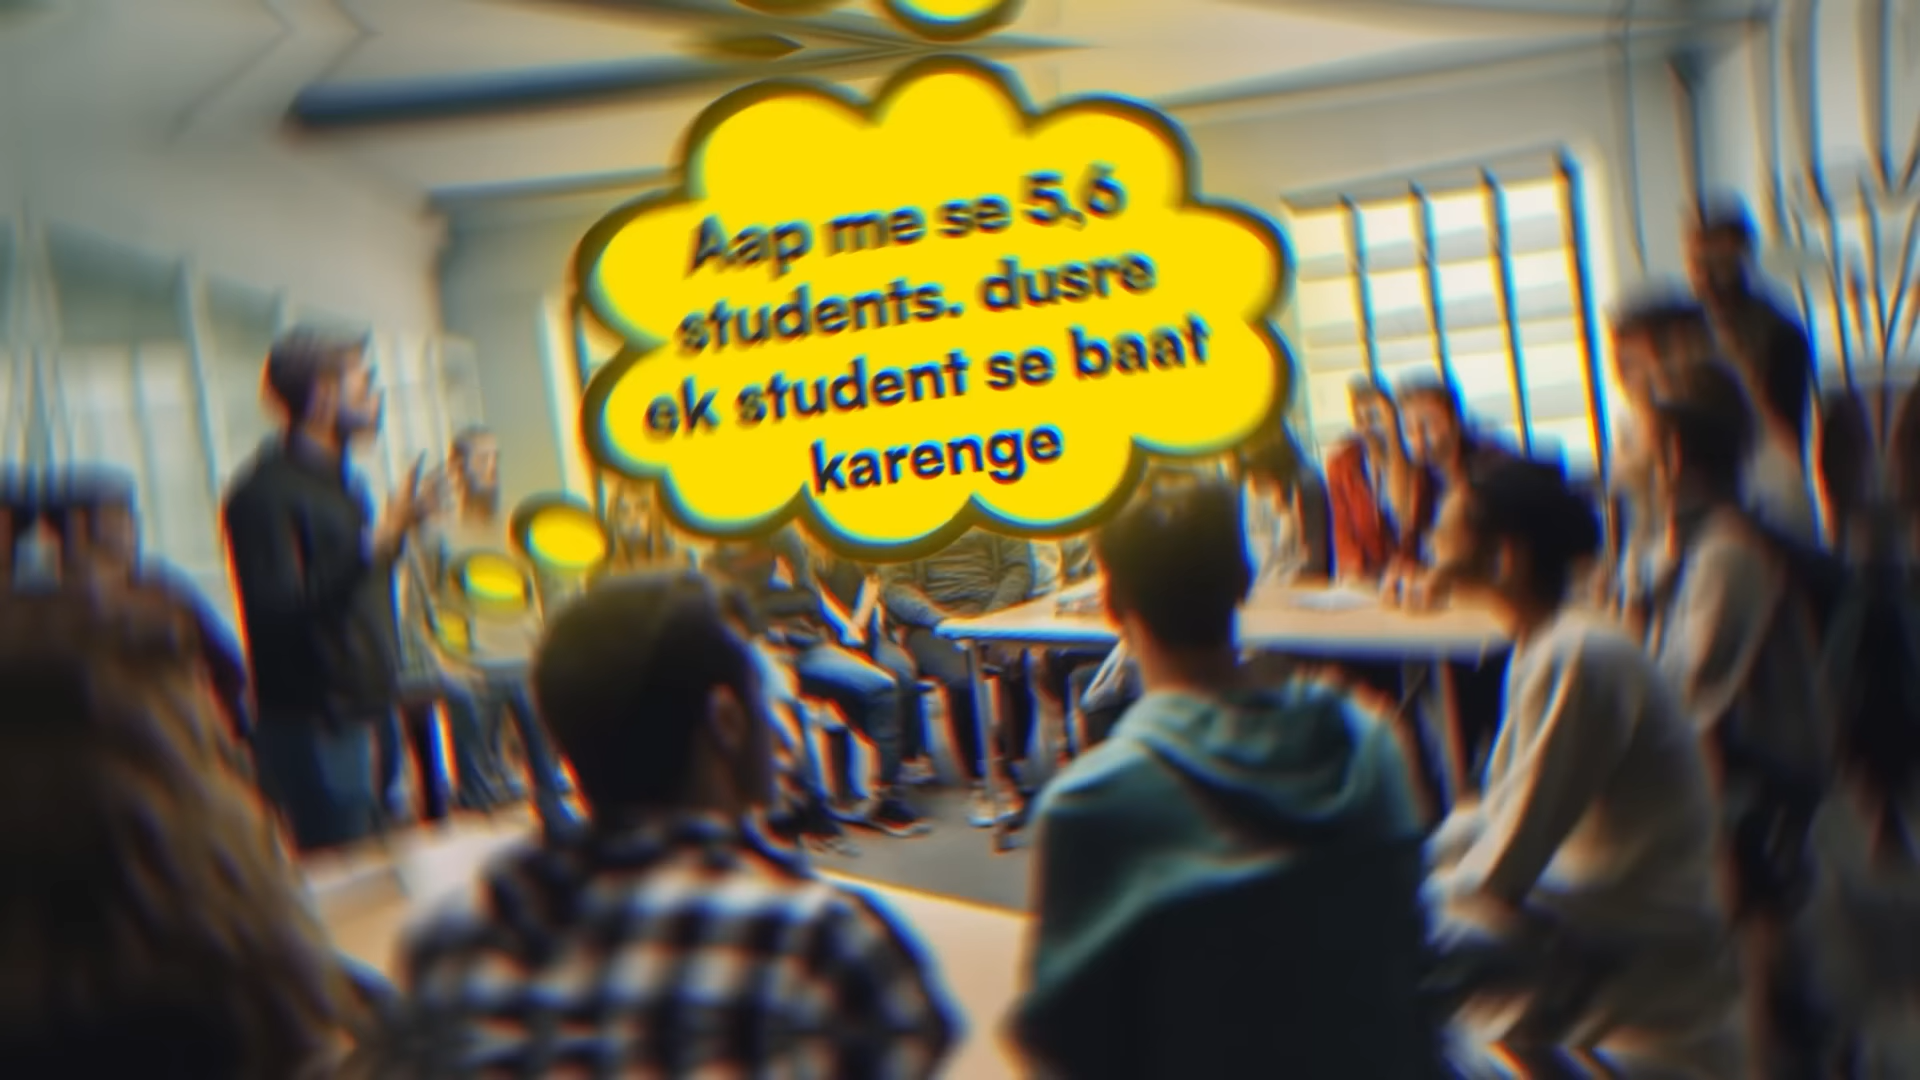 Aap me se 5,6
students. dusre
ek student se baat
karenge